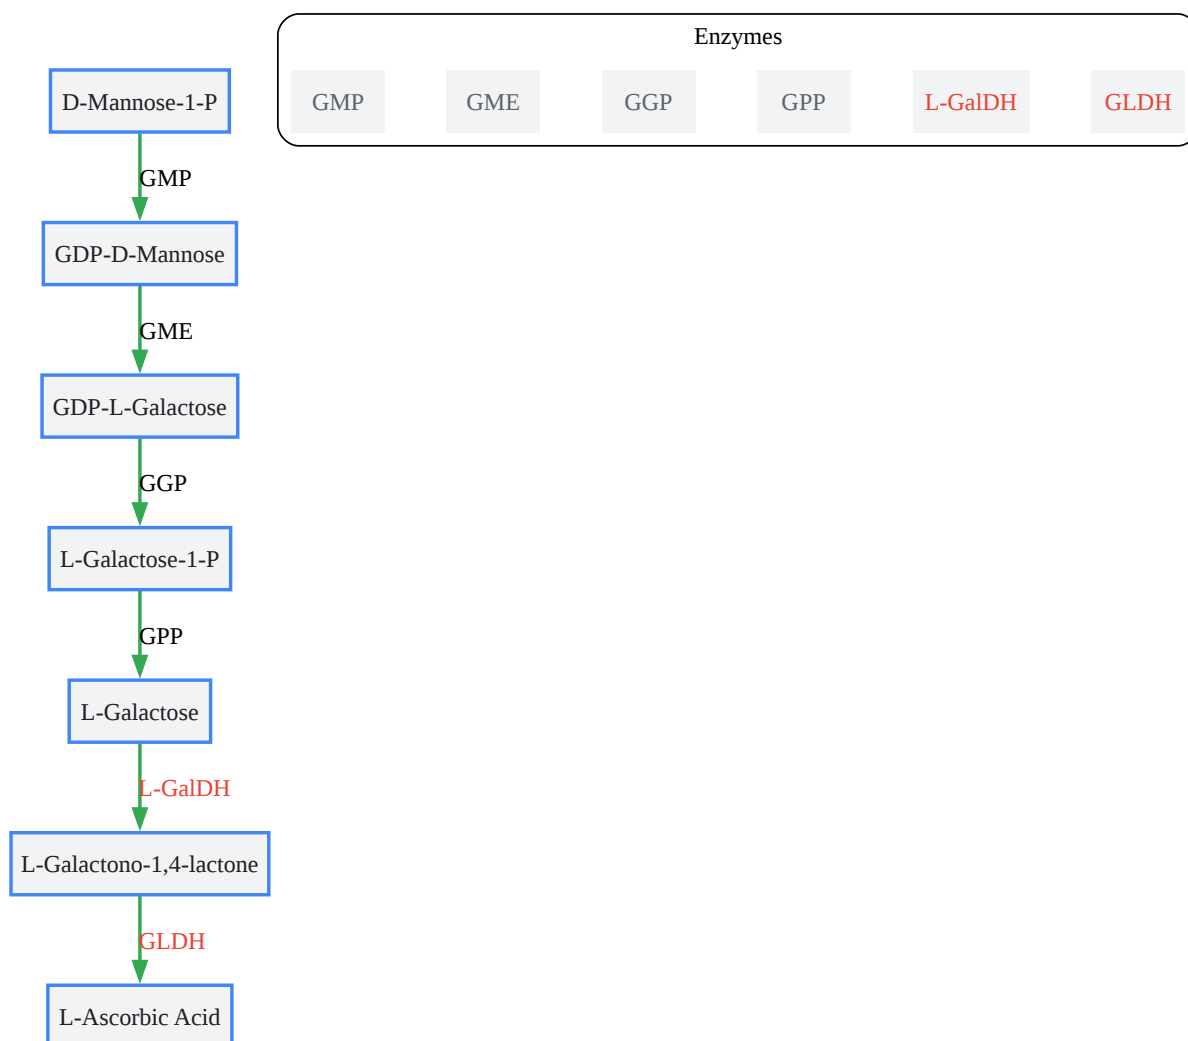 Enzymes
GMP
GME
GGP
GPP
L-GalDH
GLDH
D-Mannose-1-P
GMP
GDP-D-Mannose
GME
GDP-L-Galactose
GGP
L-Galactose-1-P
GPP
L-Galactose
L-GalDH
L-Galactono-1,4-lactone
GLDH
L-Ascorbic Acid